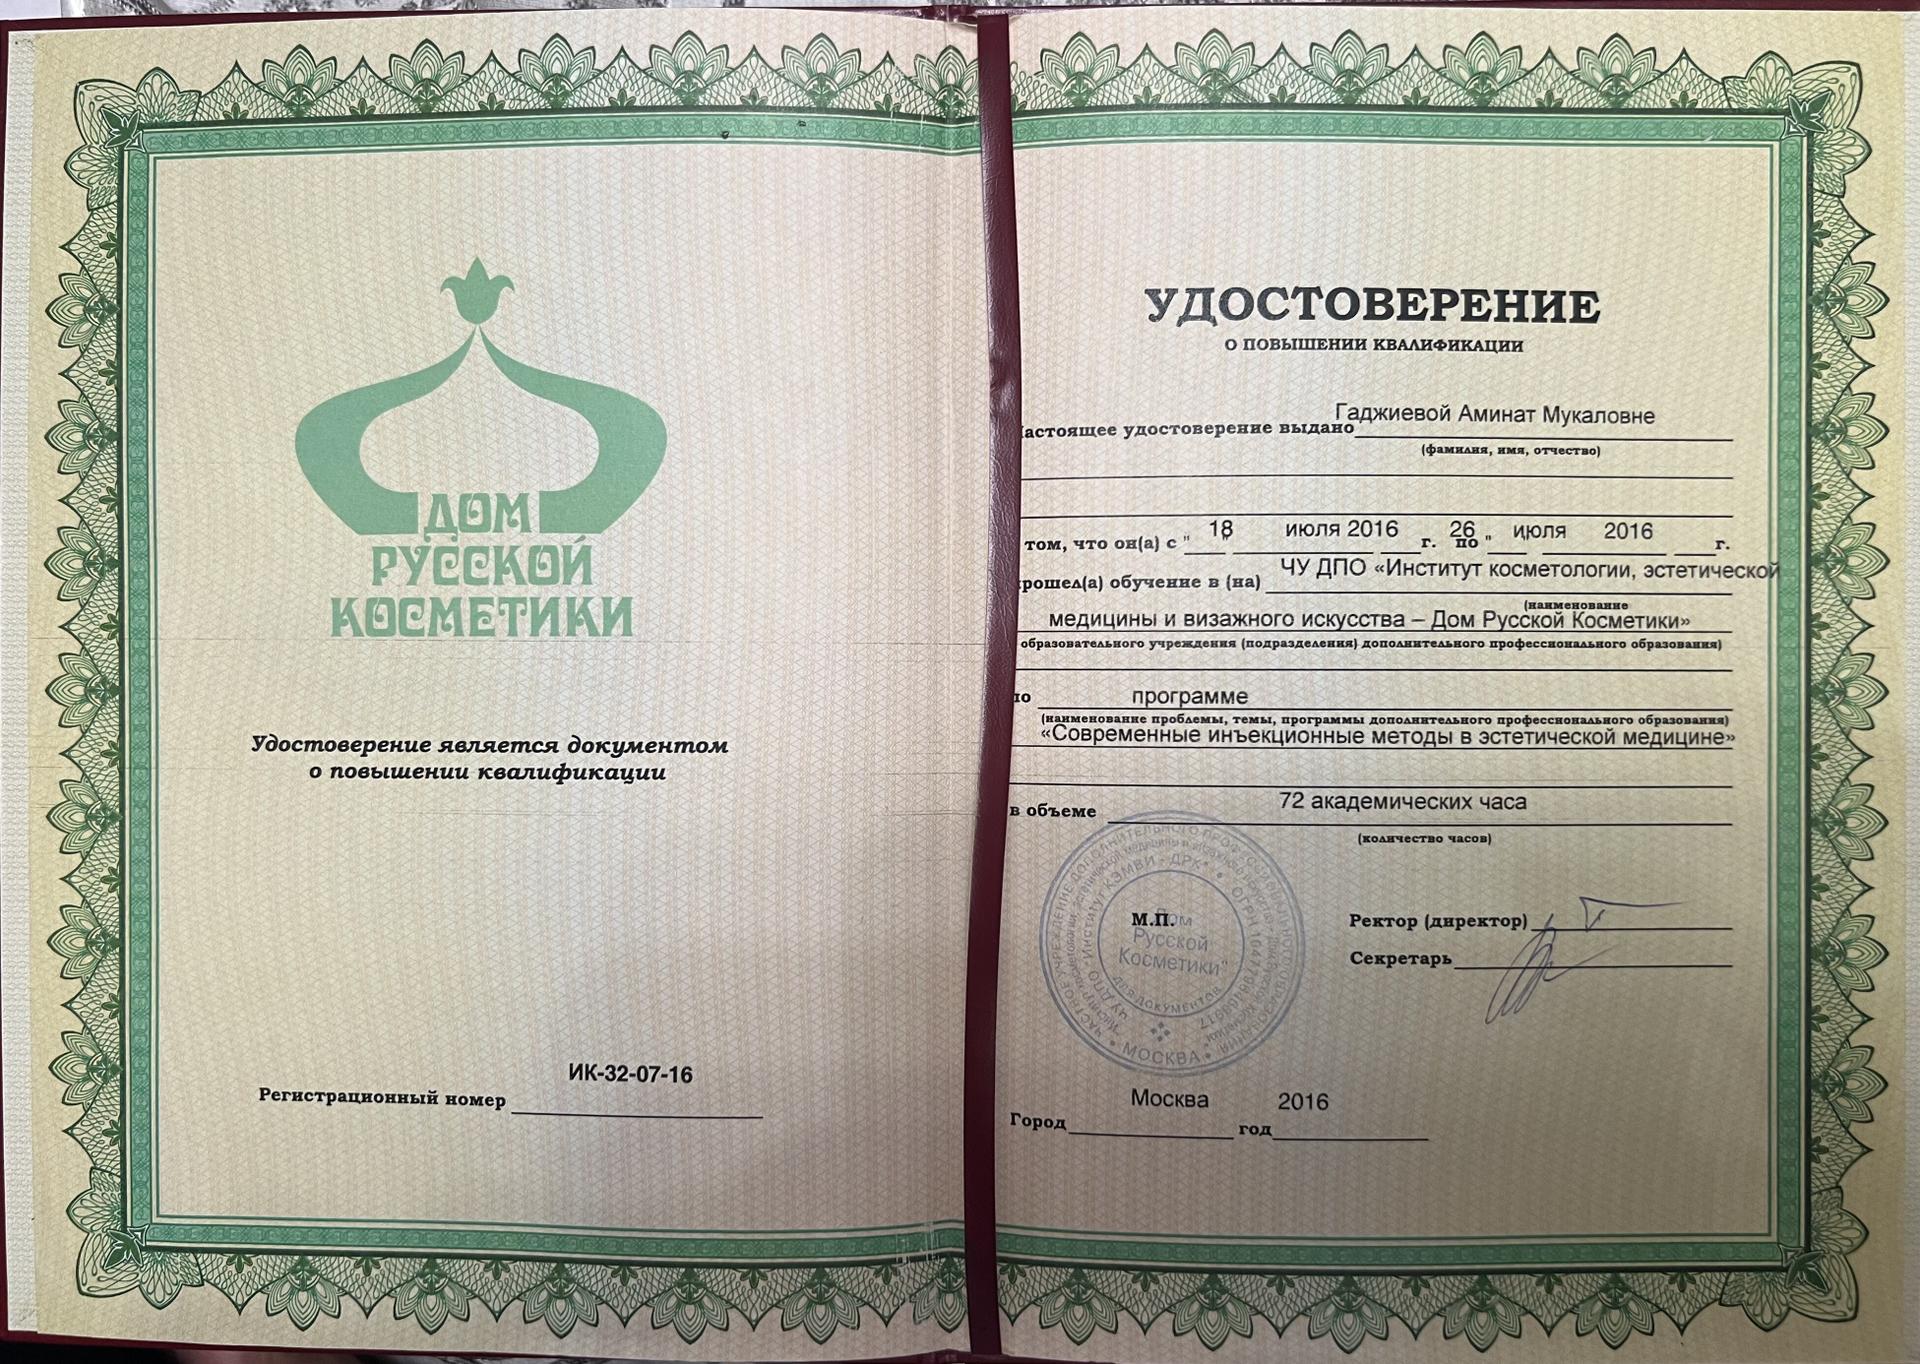 ДОМ
РУССКОЙ
КОСМЕТИКИ
Удостоверение является документом
о повышении квалификации
ИК-32-07-16
Регистрационный номер
УДОСТОВЕРЕНИЕ
О ПОВЫШЕНИИ КВАЛИФИКАЦИИ
Гаджиевой Аминат Мукаловне
астоящее удостоверение выдано
(фамилия, имя, отчество)
18 июля 2016 26 июля 2016
том, что он(а) с " " г. по " г.
ЧУ ДПО «Институт косметологии, эстетической
рошел(а) обучение в (на)
(наименование
медицины и визажного искусства – Дом Русской Косметики»
образовательного учреждения (подразделения) дополнительного профессионального образования)
по программе
(наименование проблемы, темы, программы дополнительного профессионального образования)
«Современные инъекционные методы в эстетической медицине»
72 академических часа
в объеме
(количество часов)
М.П.
Дом
Русской
Косметики"
ДЛЯ ДОКУМЕНТОВ
МОСКВА
Ректор (директор)
Секретарь
Москва 2016
Город год